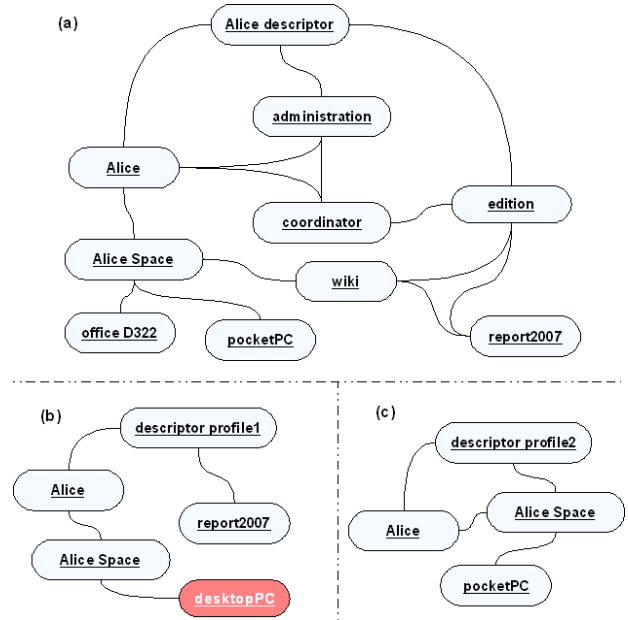 (a)
Alice descriptor
administration
Alice
coordinator
edition
Alice Space
wiki
office D322
pocketPC
report2007
(b)
descriptor profile1
Alice
report2007
Alice Space
desktopPC
(c)
descriptor profile2
Alice
Alice Space
pocketPC